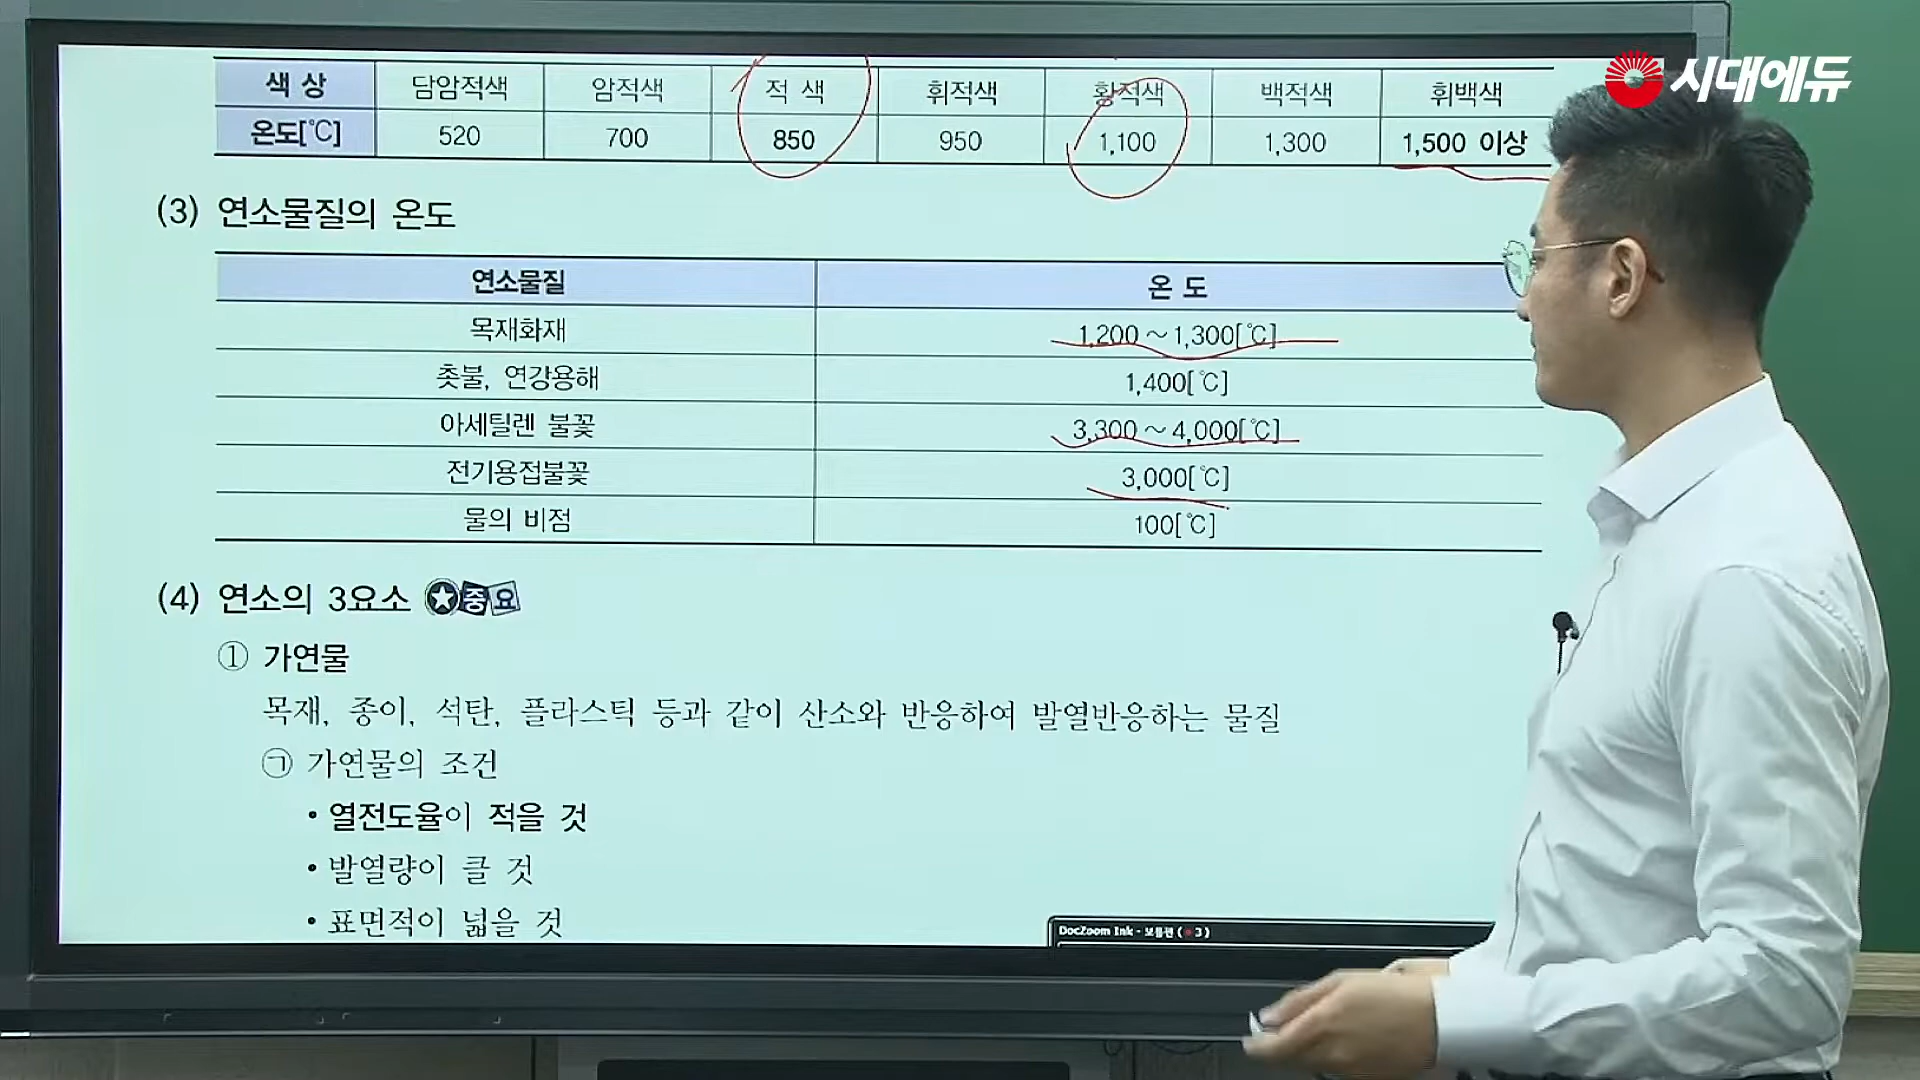 시대에듀
색 상 담암적색 암적색 적 색 휘적색 황적색 백적색 휘백색
온도[℃] 520 700 850 950 1,100 1,300 1,500 이상
(3) 연소물질의 온도
연소물질 온 도
목재화재 1,200～1,300[℃]
촛불, 연강용해 1,400[℃]
아세틸렌 불꽃 3,300～4,000[℃]
전기용접불꽃 3,000[℃]
물의 비점 100[℃]
(4) 연소의 3요소 ★중요
① 가연물
목재, 종이, 석탄, 플라스틱 등과 같이 산소와 반응하여 발열반응하는 물질
㉠ 가연물의 조건
• 열전도율이 적을 것
• 발열량이 클 것
• 표면적이 넓을 것
DocZoom Ink - 보통펜 ( 3 )